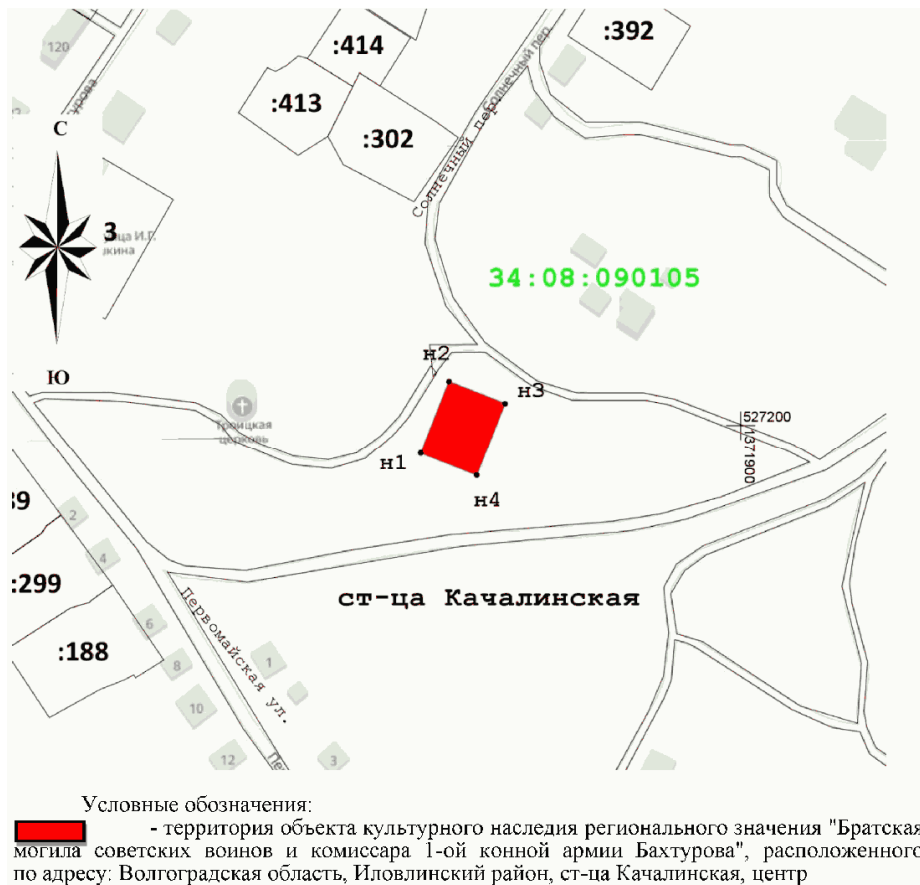 :392
:414
120
:413
:302
Солнечный пер.
Солнечный пер.
С
3
34:08:090105
Ю
н2
н3
527200
1371900
Троицкая
церковь
н1
н4
2
4
:299
ст-ца Качалинская
Первомайская ул.
6
1
:188
8
10
12
3
Условные обозначения:
- территория объекта культурного наследия регионального значения "Братская
могила советских воинов и комиссара 1-ой конной армии Бахтурова", расположенного
по адресу: Волгоградская область, Иловлинский район, ст-ца Качалинская, центр